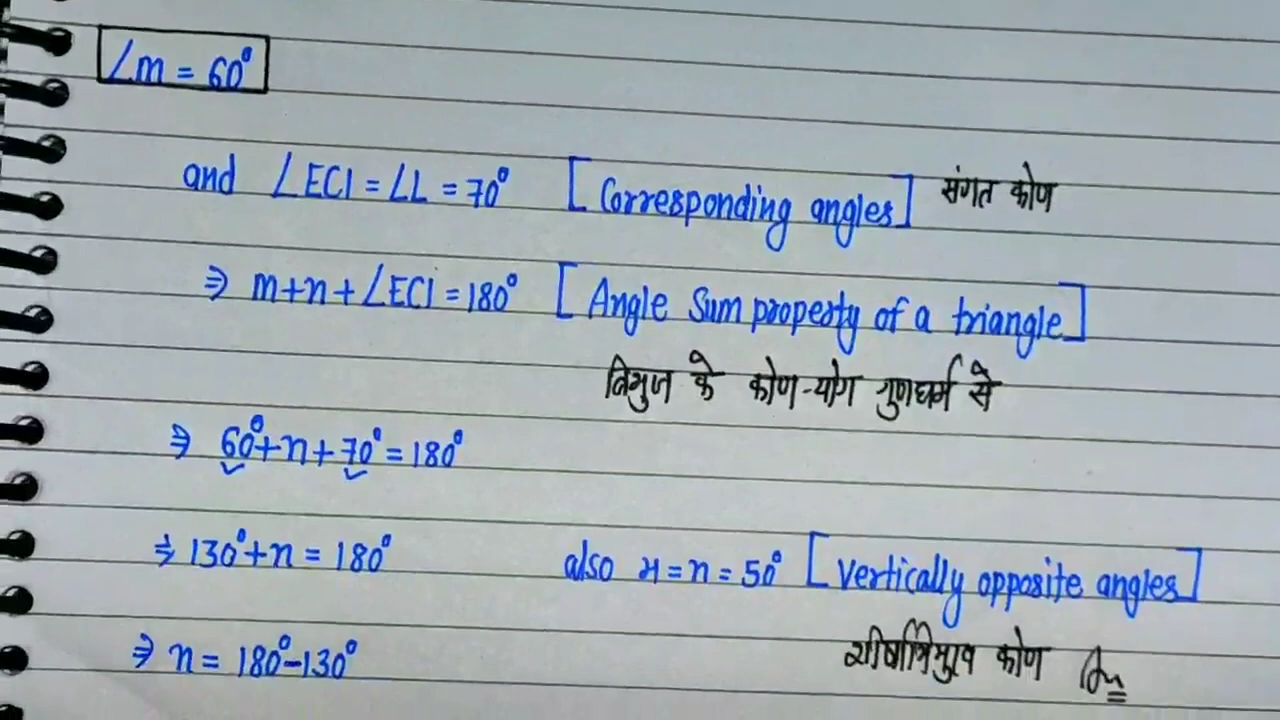 ∠m = 60°
and ∠ECI = ∠L = 70° [Corresponding angles] संगत कोण
⇒ m+n+∠ECI = 180° [Angle Sum property of a triangle]
त्रिभुज के कोण-योग गुणधर्म से
⇒ 60°+n+70° = 180°
⇒ 130°+n = 180° also r = n = 50° [Vertically opposite angles]
⇒ n = 180°-130° शीर्षाभिमुख कोण